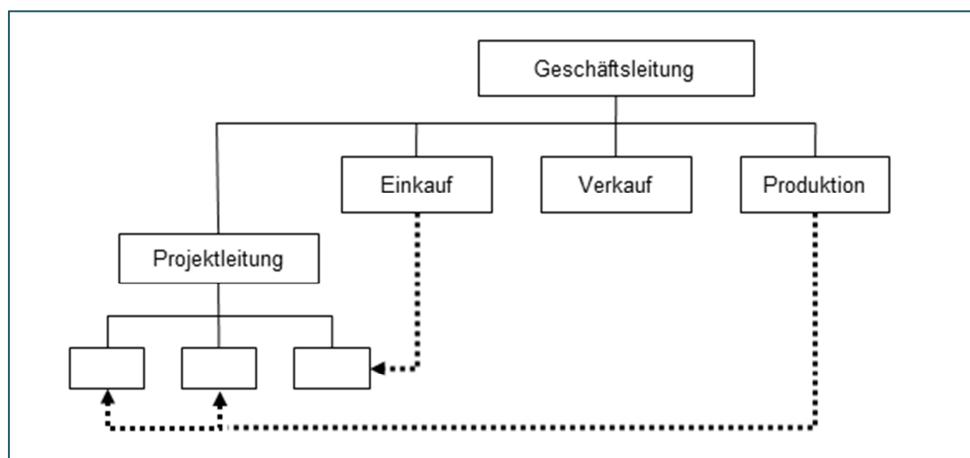 Geschäftsleitung
Einkauf
Verkauf
Produktion
Projektleitung